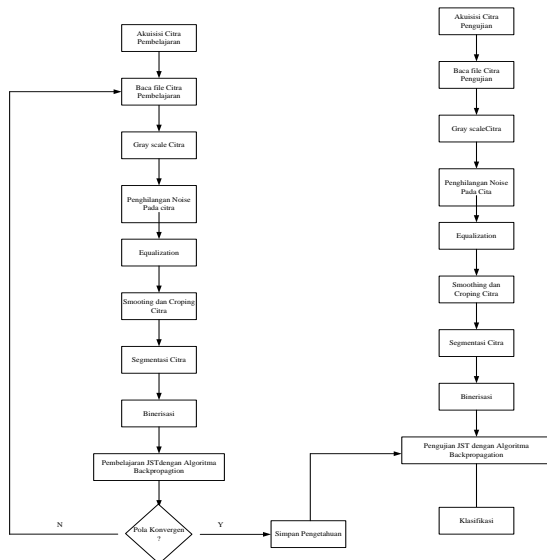 Akuisisi Citra
Pembelajaran
Baca file Citra
Pembelajaran
Gray scale Citra
Penghilangan Noise
Pada citra
Equalization
Smooting dan Croping
Citra
Segmentasi Citra
Binerisasi
Pembelajaran JSTdengan Algoritma
Backpropagtion
Pola Konvergen
?
N
Y
Simpan Pengetahuan
Akuisisi Citra
Pengujian
Baca file Citra
Pengujian
Gray scaleCitra
Penghilangan Noise
Pada Cita
Equalization
Smoothing dan
Croping Citra
Segmentasi Citra
Binerisasi
Pengujian JST dengan Algoritma
Backpropagation
Klasifikasi